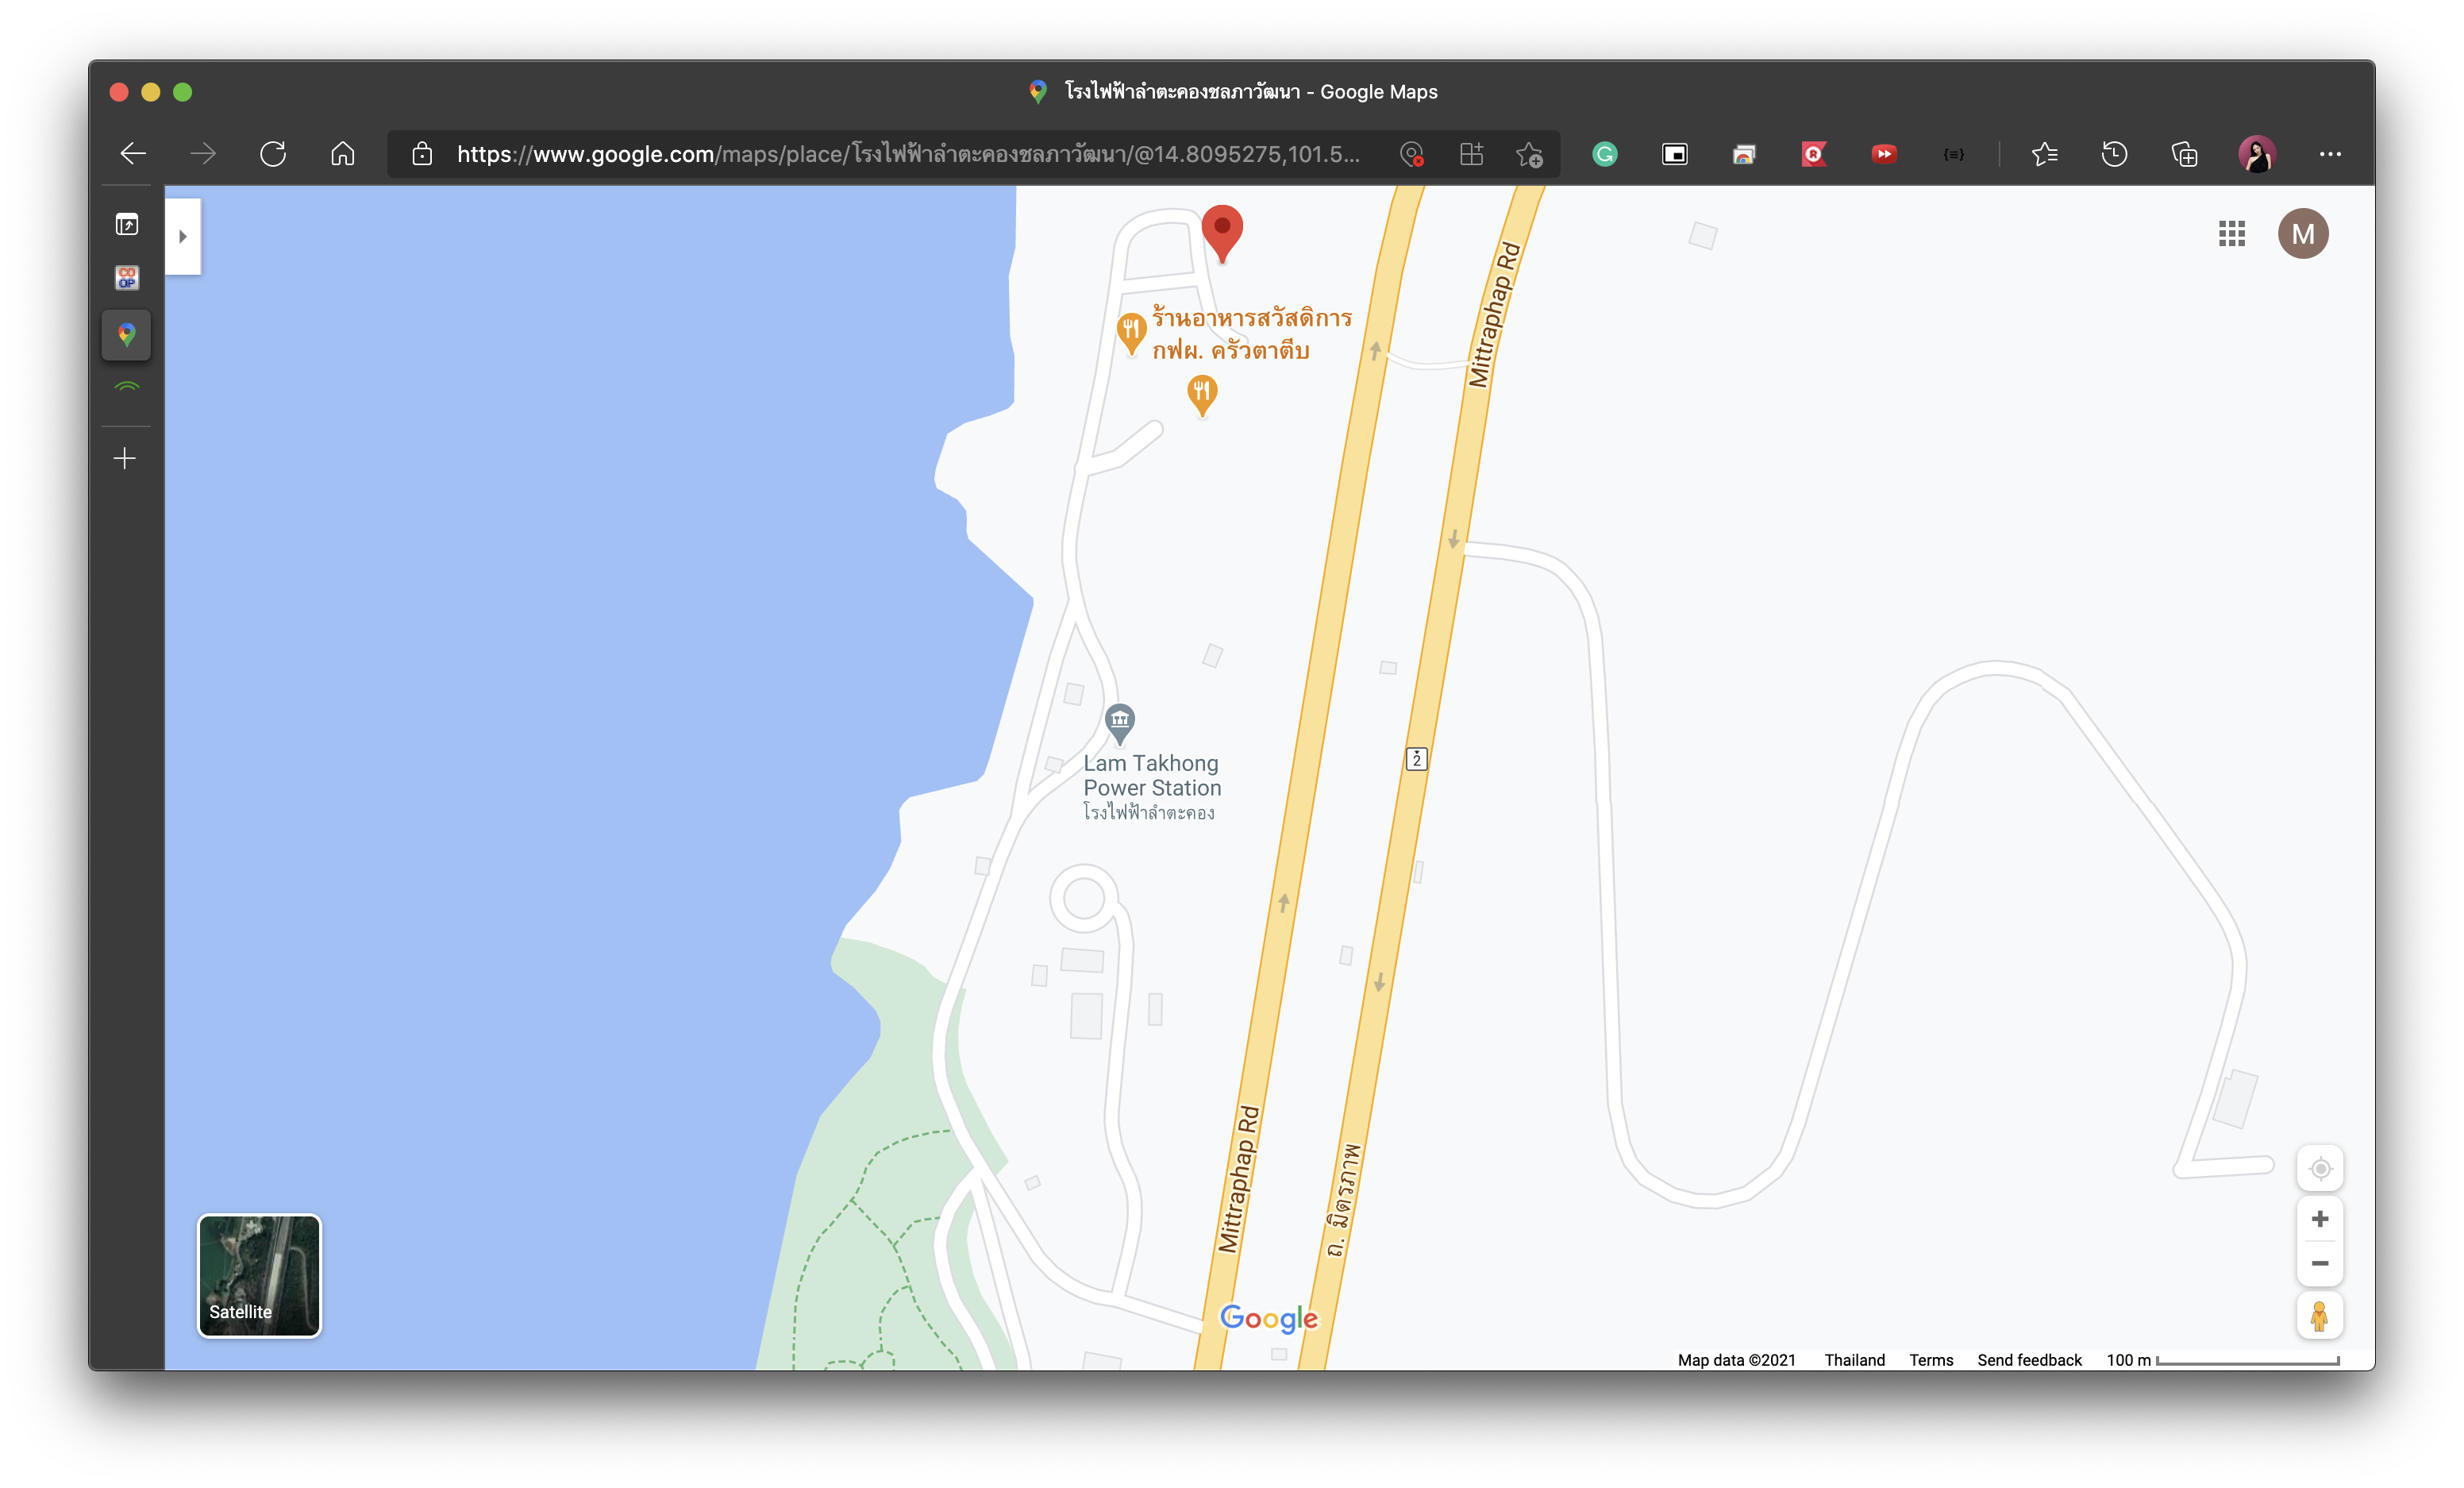 โรงไฟฟ้าลำตะคองชลภาวัฒนา - Google Maps
https://www.google.com/maps/place/โรงไฟฟ้าลำตะคองชลภาวัฒนา/@14.8095275,101.5...
CO
OP
M
Mittraphap Rd
ร้านอาหารสวัสดิการ
กฟผ. ครัวตาตีบ
2
Lam Takhong
Power Station
โรงไฟฟ้าลำตะคอง
Mittraphap Rd
ถ. มิตรภาพ
Satellite
Google
Map data ©2021 Thailand Terms Send feedback 100 m